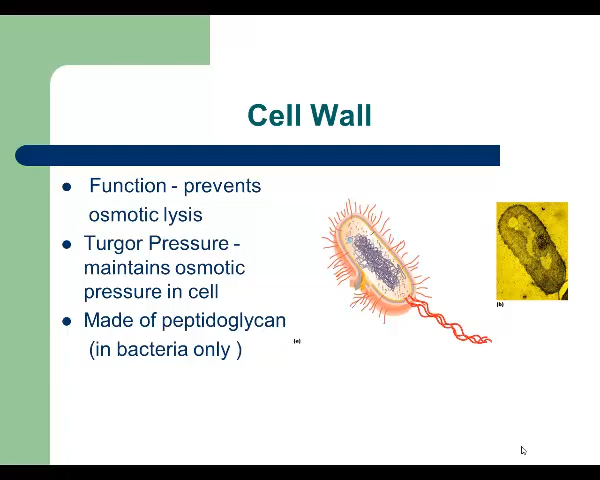 Cell Wall
Function - prevents
osmotic lysis
Turgor Pressure -
maintains osmotic
pressure in cell
Made of peptidoglycan
(in bacteria only )
(a)
(b)